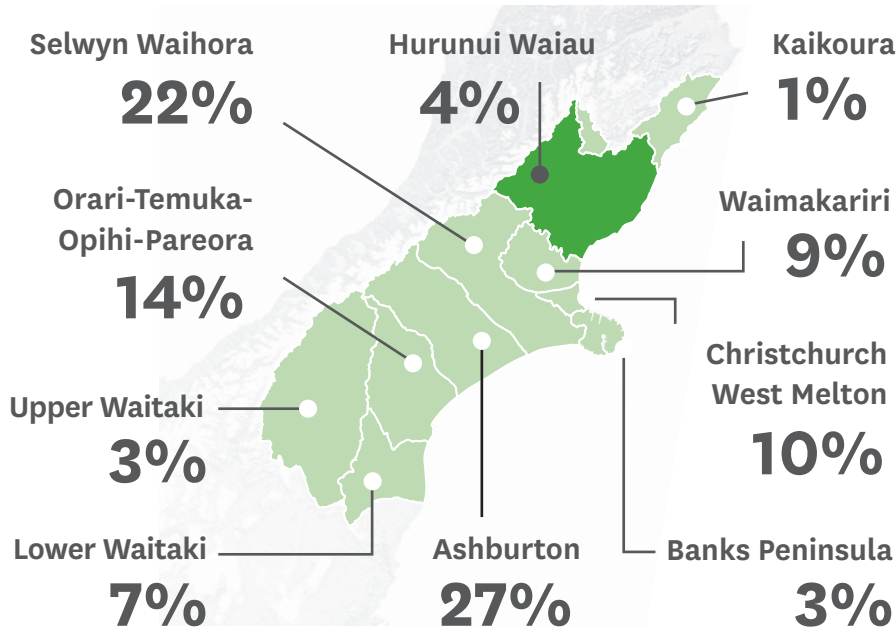 Selwyn Waihora
22%
Hurunui Waiau
4%
Kaikoura
1%
Orari-Temuka-
Opihi-Pareora
14%
Waimakariri
9%
Christchurch
West Melton
10%
Upper Waitaki
3%
Lower Waitaki
7%
Ashburton
27%
Banks Peninsula
3%